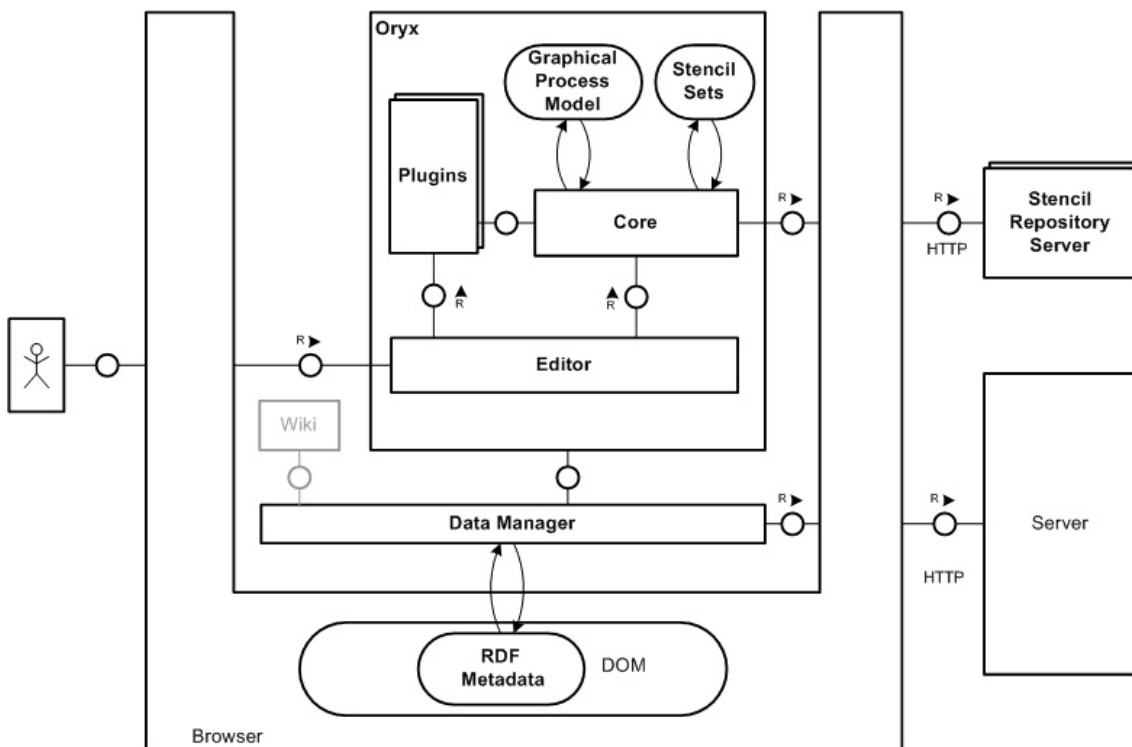 Oryx
Graphical
Process
Model
Stencil
Sets
Plugins
Core
R
R
HTTP
Stencil
Repository
Server
R
R
R
Editor
Wiki
Data Manager
R
R
HTTP
Server
RDF
Metadata
DOM
Browser